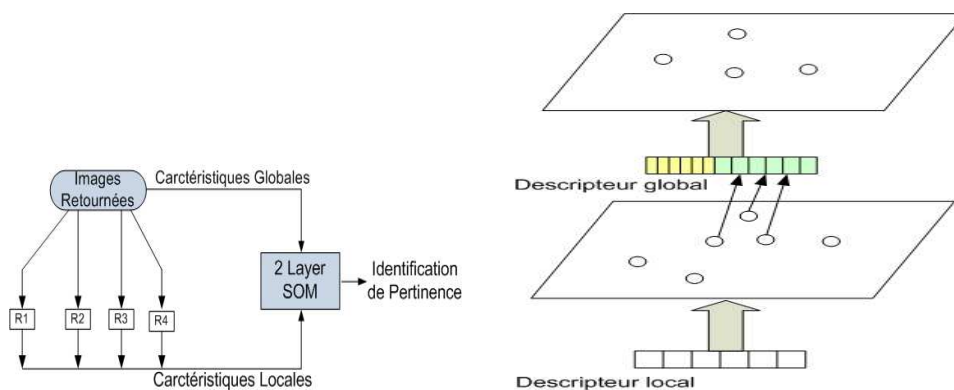 Images
Retournées
Carctéristiques Globales
R1
R2
R3
R4
2 Layer
SOM
Identification
de Pertinence
Carctéristiques Locales
Descripteur global
Descripteur local